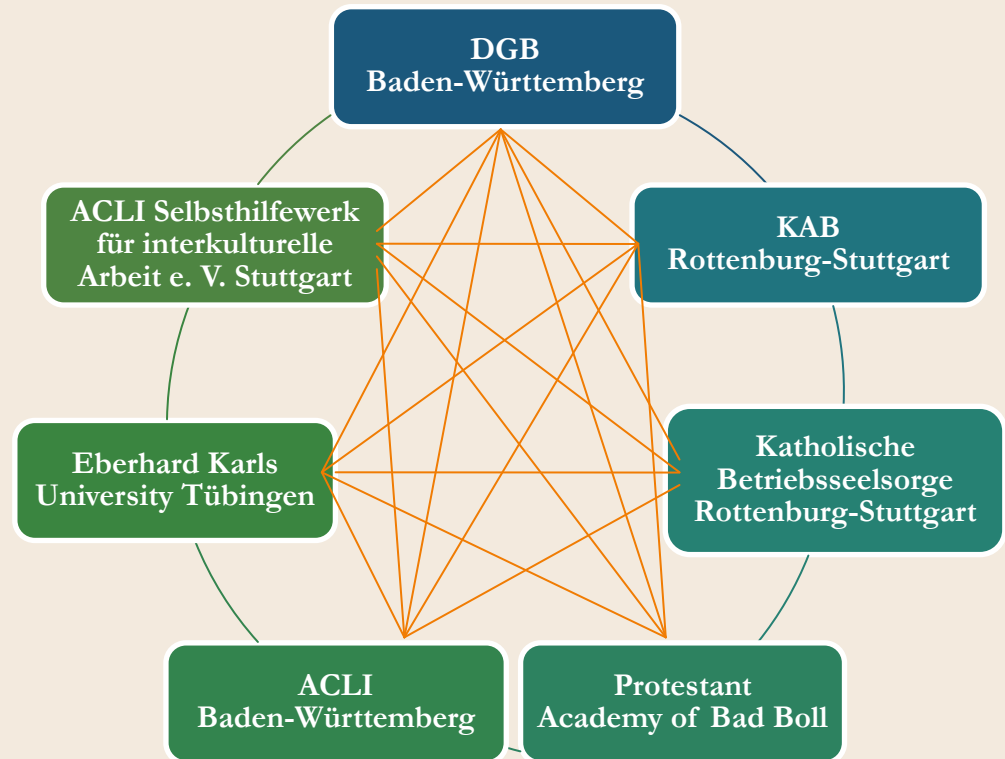 DGB
Baden-Württemberg
ACLI Selbsthilfewerk
für interkulturelle
Arbeit e. V. Stuttgart
KAB
Rottenburg-Stuttgart
Eberhard Karls
University Tübingen
Katholische
Betriebsseelsorge
Rottenburg-Stuttgart
ACLI
Baden-Württemberg
Protestant
Academy of Bad Boll